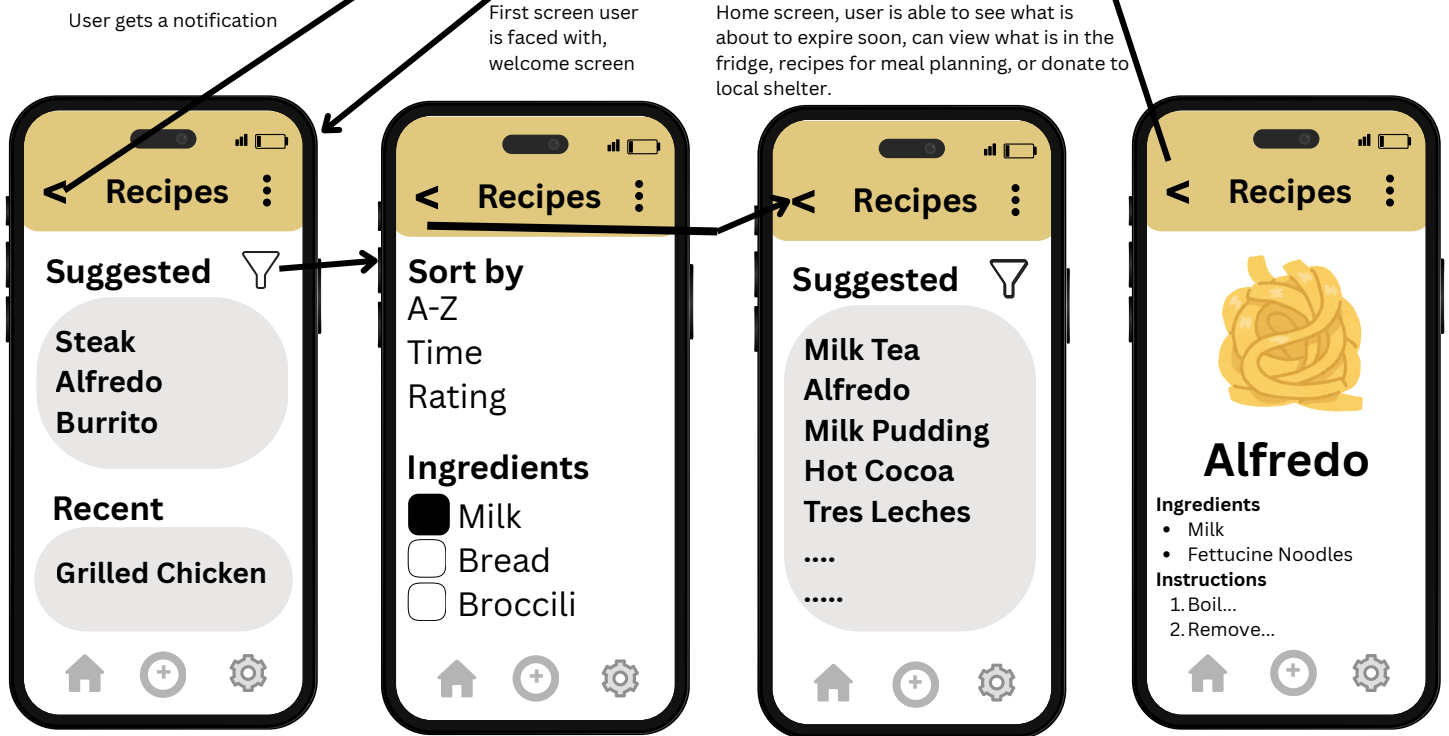 User gets a notification
First screen user
is faced with,
welcome screen
Home screen, user is able to see what is
about to expire soon, can view what is in the
fridge, recipes for meal planning, or donate to
local shelter.
< Recipes
Suggested
Steak
Alfredo
Burrito
Recent
Grilled Chicken
< Recipes
Sort by
A-Z
Time
Rating
Ingredients
Milk
Bread
Broccili
< Recipes
Suggested
Milk Tea
Alfredo
Milk Pudding
Hot Cocoa
Tres Leches
....
.....
< Recipes
Alfredo
Ingredients
• Milk
• Fettucine Noodles
Instructions
1. Boil...
2. Remove...